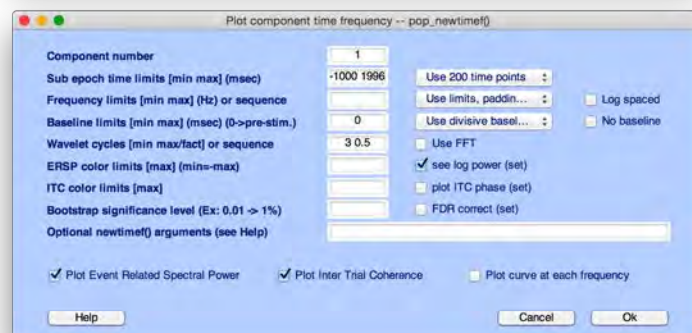 Plot component time frequency -- pop_newtimef()
Component number 1
Sub epoch time limits [min max] (msec) -1000 1996 Use 200 time points
Frequency limits [min max] (Hz) or sequence Use limits, paddin... Log spaced
Baseline limits [min max] (msec) (0->pre-stim.) 0 Use divisive basel... No baseline
Wavelet cycles [min max/fact] or sequence 3 0.5 Use FFT
ERSP color limits [max] (min=-max) see log power (set)
ITC color limits [max] plot ITC phase (set)
Bootstrap significance level (Ex: 0.01 -> 1%) FDR correct (set)
Optional newtimef() arguments (see Help)
Plot Event Related Spectral Power Plot Inter Trial Coherence Plot curve at each frequency
Help Cancel Ok